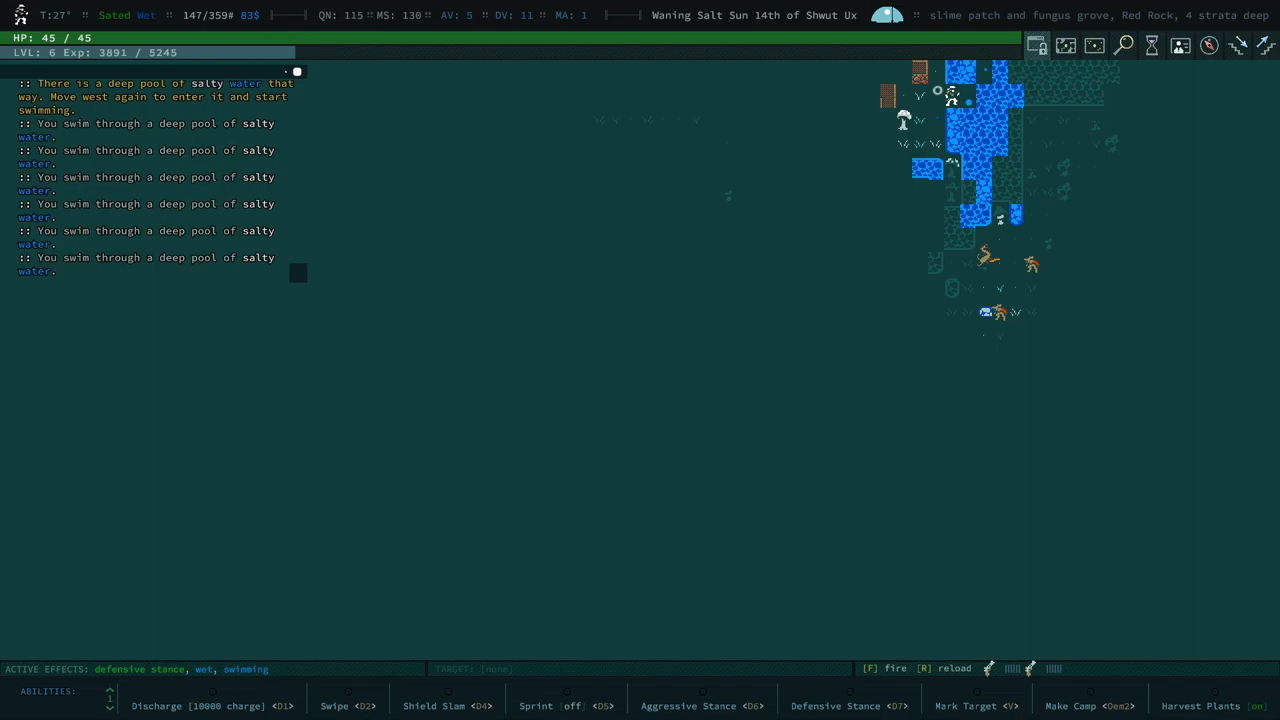 T:27° :: Sated Wet :: 147/359# 83$ QN: 115 :: MS: 130 :: AV: 5 :: DV: 11 :: MA: 1 Waning Salt Sun 14th of Shwut Ux :: slime patch and fungus grove, Red Rock, 4 strata deep
HP: 45 / 45
LVL: 6 Exp: 3891 / 5245
:: There is a deep pool of salty water that
way. Move west again to enter it and start
swimming.
:: You swim through a deep pool of salty
water.
:: You swim through a deep pool of salty
water.
:: You swim through a deep pool of salty
water.
:: You swim through a deep pool of salty
water.
:: You swim through a deep pool of salty
water.
:: You swim through a deep pool of salty
water.
ACTIVE EFFECTS: defensive stance, wet, swimming TARGET: [none] [F] fire [R] reload
ABILITIES: 1 Discharge [10000 charge] <D1> Swipe <D2> Shield Slam <D4> Sprint [off] <D5> Aggressive Stance <D6> Defensive Stance <D7> Mark Target <V> Make Camp <Oem2> Harvest Plants [on]